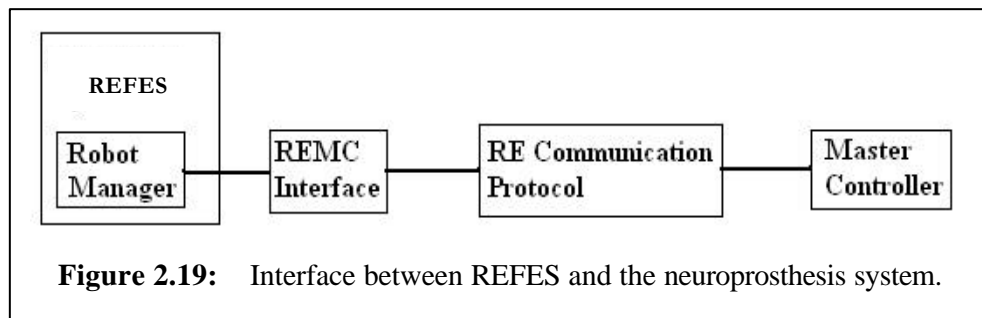 REFES
Robot
Manager
REMC
Interface
RE Communication
Protocol
Master
Controller
Figure 2.19: Interface between REFES and the neuroprosthesis system.